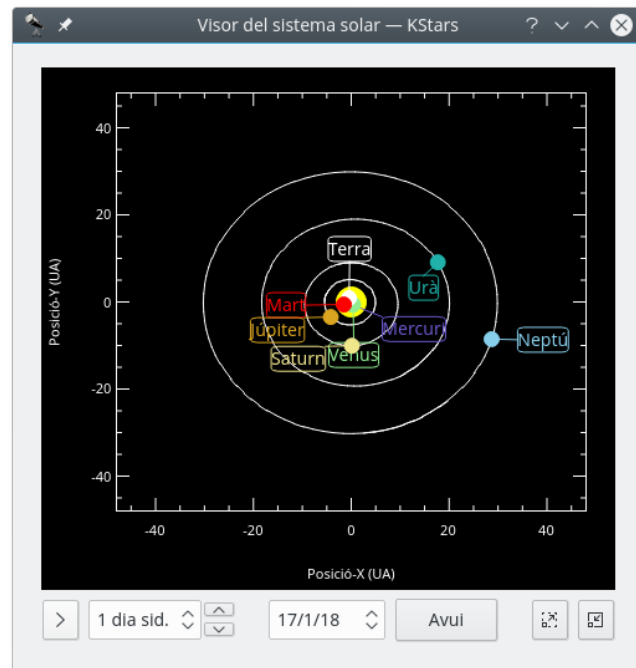 Visor del sistema solar — KStars
40
20
0
-20
-40
Posició-Y (UA)
Terra
Urà
Mart
Júpiter
Mercuri
Saturn
Venus
Neptú
-40 -20 0 20 40
Posició-X (UA)
1 dia sid.
17/1/18
Avui